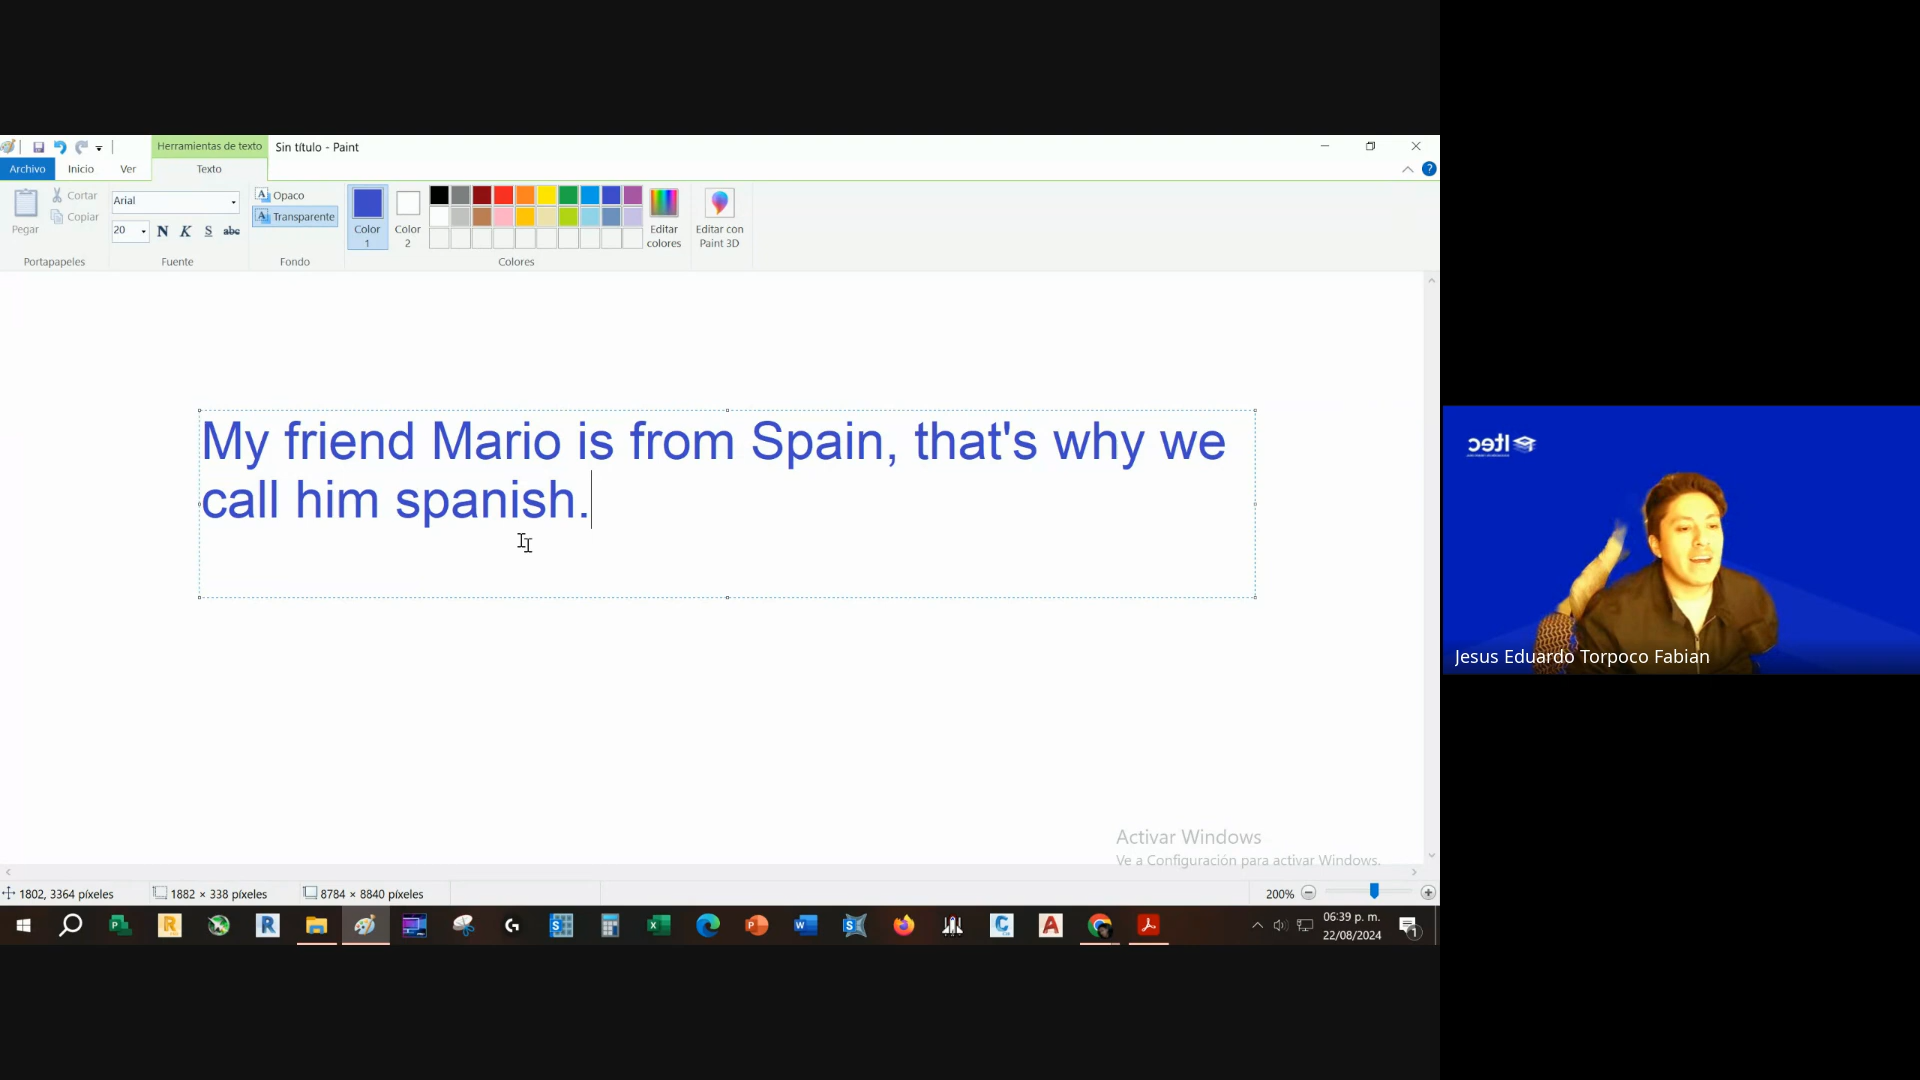 Herramientas de texto
Sin título - Paint
Archivo
Inicio
Ver
Texto
Pegar
Cortar
Copiar
Portapapeles
Arial
20
N K S abc
Fuente
Opaco
Transparente
Fondo
Color
1
Color
2
Editar
colores
Editar con
Paint 3D
Colores
My friend Mario is from Spain, that's why we
call him spanish.
Itec
Jesus Eduardo Torpoco Fabian
Activar Windows
Ve a Configuración para activar Windows.
1802, 3364 píxeles
1882 × 338 píxeles
8784 × 8840 píxeles
200%
06:39 p. m.
22/08/2024
1